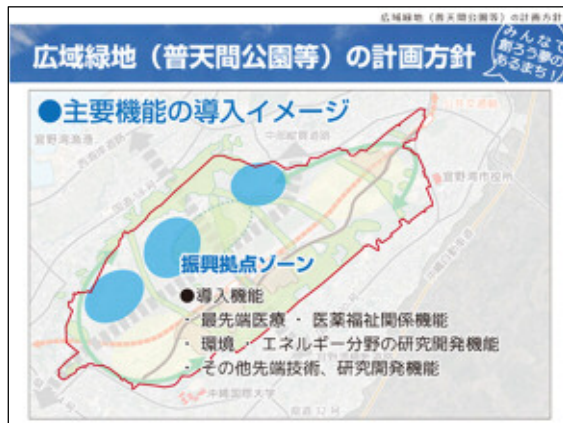 広域緑地（普天間公園等）の計画方針
広域緑地（普天間公園等）の計画方針
みんなで
創ろう夢の
あるまち！
●主要機能の導入イメージ
宜野湾市役所
振興拠点ゾーン
●導入機能
・最先端医療・医薬福祉関係機能
・環境・エネルギー分野の研究開発機能
・その他先端技術、研究開発機能
沖縄国際大学